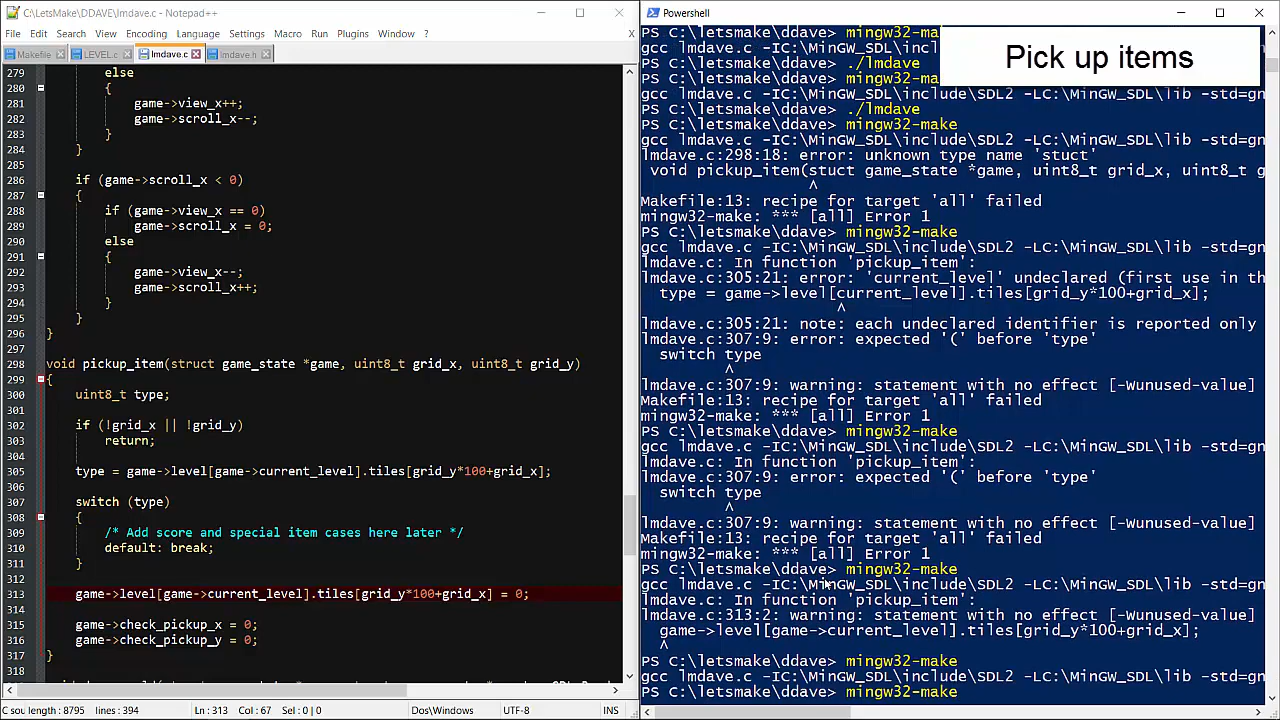 C:\LetsMake\DDAVE\lmdave.c - Notepad++
File Edit Search View Encoding Language Settings Macro Run Plugins Window ? X
Makefile LEVEL.c lmdave.c lmdave.h
279 else
280 {
281 game->view_x++;
282 game->scroll_x--;
283 }
284 }
285
286 if (game->scroll_x < 0)
287 {
288 if (game->view_x == 0)
289 game->scroll_x = 0;
290 else
291 {
292 game->view_x--;
293 game->scroll_x++;
294 }
295 }
296 }
297
298 void pickup_item(struct game_state *game, uint8_t grid_x, uint8_t grid_y)
299 {
300 uint8_t type;
301
302 if (!grid_x || !grid_y)
303 return;
304
305 type = game->level[game->current_level].tiles[grid_y*100+grid_x];
306
307 switch (type)
308 {
309 /* Add score and special item cases here later */
310 default: break;
311 }
312
313 game->level[game->current_level].tiles[grid_y*100+grid_x] = 0;
314
315 game->check_pickup_x = 0;
316 game->check_pickup_y = 0;
317 }
318
C sou length : 8795 lines : 394 Ln : 313 Col : 67 Sel : 0 | 0 Dos\Windows UTF-8 INS
Powershell
Pick up items
PS C:\letsmake\ddave> mingw32-ma
gcc lmdave.c -IC:\MinGW_SDL\incl
PS C:\letsmake\ddave> ./lmdave
PS C:\letsmake\ddave> mingw32-ma
gcc lmdave.c -IC:\MinGW_SDL\include\SDL2 -LC:\MinGW_SDL\lib -std=gn
PS C:\letsmake\ddave> ./lmdave
PS C:\letsmake\ddave> mingw32-make
gcc lmdave.c -IC:\MinGW_SDL\include\SDL2 -LC:\MinGW_SDL\lib -std=gn
lmdave.c:298:18: error: unknown type name 'stuct'
void pickup_item(stuct game_state *game, uint8_t grid_x, uint8_t g
^
Makefile:13: recipe for target 'all' failed
mingw32-make: *** [all] Error 1
PS C:\letsmake\ddave> mingw32-make
gcc lmdave.c -IC:\MinGW_SDL\include\SDL2 -LC:\MinGW_SDL\lib -std=gn
lmdave.c: In function 'pickup_item':
lmdave.c:305:21: error: 'current_level' undeclared (first use in th
type = game->level[current_level].tiles[grid_y*100+grid_x];
^
lmdave.c:305:21: note: each undeclared identifier is reported only
lmdave.c:307:9: error: expected '(' before 'type'
switch type
^
lmdave.c:307:9: warning: statement with no effect [-Wunused-value]
Makefile:13: recipe for target 'all' failed
mingw32-make: *** [all] Error 1
PS C:\letsmake\ddave> mingw32-make
gcc lmdave.c -IC:\MinGW_SDL\include\SDL2 -LC:\MinGW_SDL\lib -std=gn
lmdave.c: In function 'pickup_item':
lmdave.c:307:9: error: expected '(' before 'type'
switch type
^
lmdave.c:307:9: warning: statement with no effect [-Wunused-value]
Makefile:13: recipe for target 'all' failed
mingw32-make: *** [all] Error 1
PS C:\letsmake\ddave> mingw32-make
gcc lmdave.c -IC:\MinGW_SDL\include\SDL2 -LC:\MinGW_SDL\lib -std=gn
lmdave.c: In function 'pickup_item':
lmdave.c:313:2: warning: statement with no effect [-Wunused-value]
game->level[game->current_level].tiles[grid_y*100+grid_x];
^
PS C:\letsmake\ddave> mingw32-make
gcc lmdave.c -IC:\MinGW_SDL\include\SDL2 -LC:\MinGW_SDL\lib -std=gn
PS C:\letsmake\ddave> mingw32-make